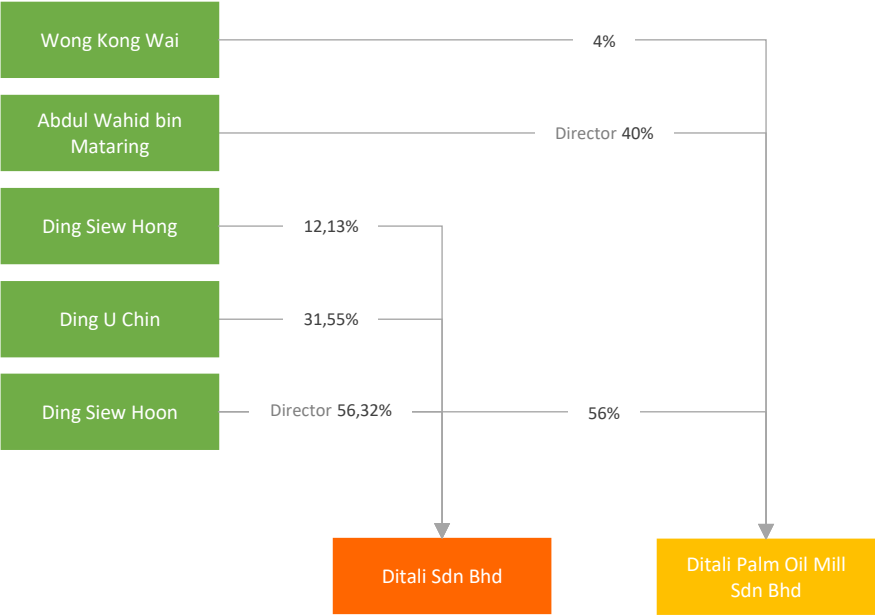 Wong Kong Wai
4%
Abdul Wahid bin
Mataring
Director 40%
Ding Siew Hong
12,13%
Ding U Chin
31,55%
Ding Siew Hoon
Director 56,32%
56%
Ditali Sdn Bhd
Ditali Palm Oil Mill
Sdn Bhd